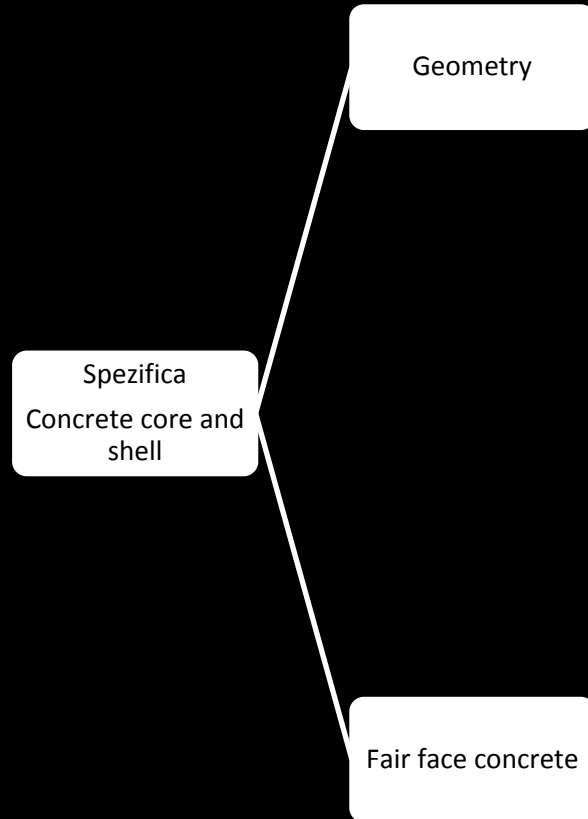 Geometry
Spezifica
Concrete core and
shell
Fair face concrete